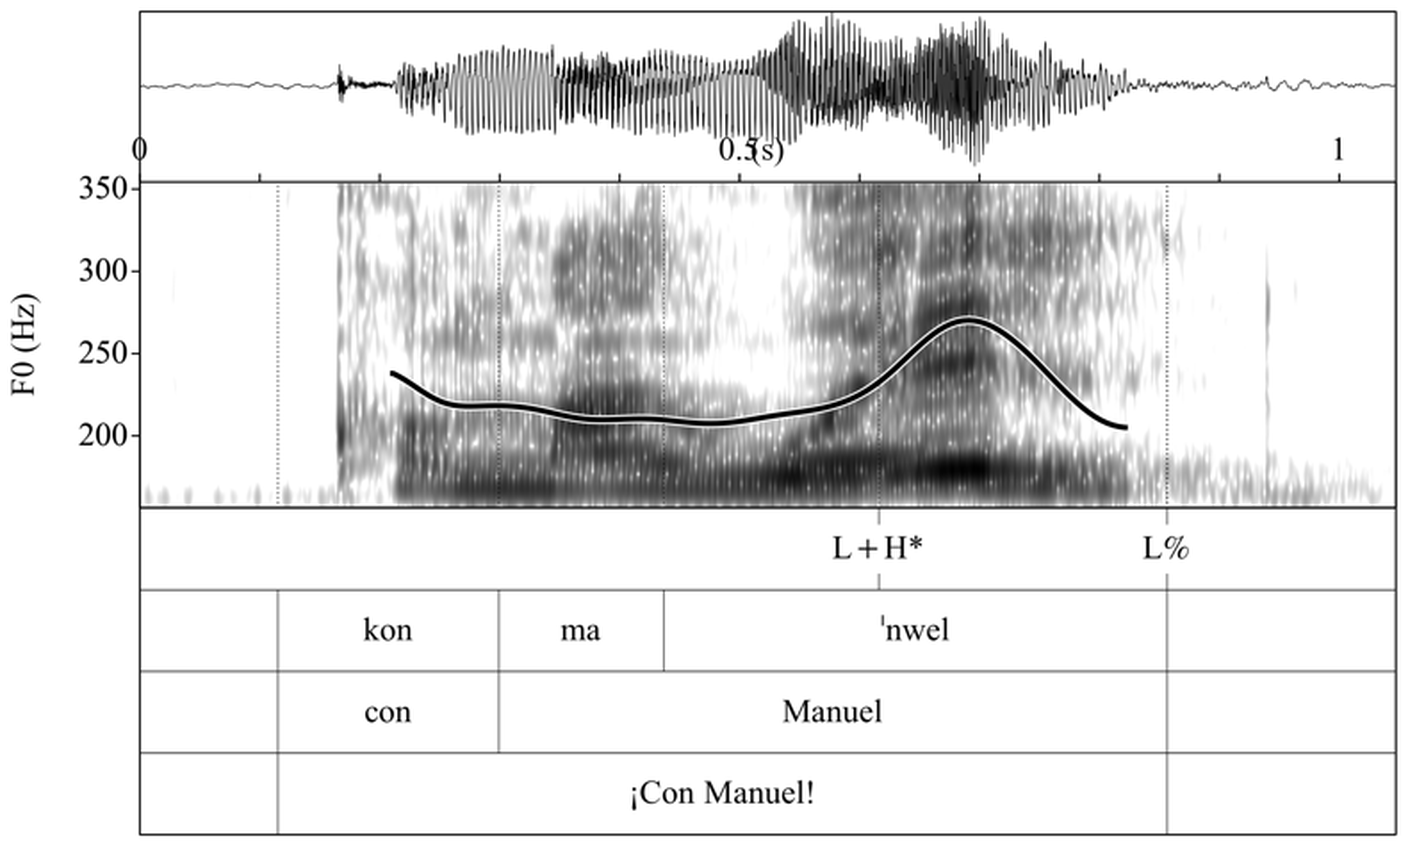 0 0.5 (s) 1
350
300
250
200
F0 (Hz)
L+H* L%
kon ma ˈnwel
con Manuel
¡Con Manuel!